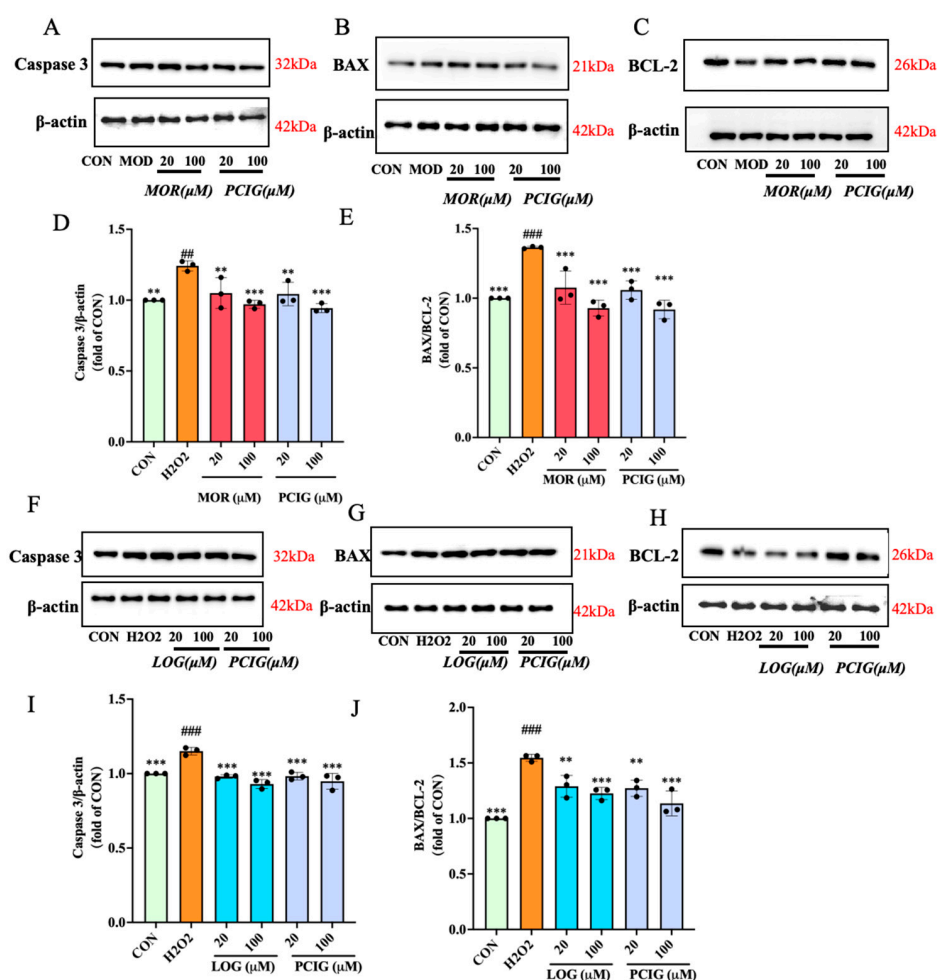 A
B
C
Caspase 3
32kDa
BAX
21kDa
BCL-2
26kDa
β-actin
42kDa
β-actin
42kDa
β-actin
42kDa
CON MOD 20 100 20 100
MOR(μM) PCIG(μM)
CON MOD 20 100 20 100
MOR(μM) PCIG(μM)
CON MOD 20 100 20 100
MOR(μM) PCIG(μM)
D
Caspase 3/β-actin
(fold of CON)
1.5
1.0
0.5
0.0
** ## ** *** ** ***
CON H2O2 20 100 20 100
MOR (μM) PCIG (μM)
E
BAX/BCL-2
(fold of CON)
1.5
1.0
0.5
0.0
*** ### *** *** *** ***
CON H2O2 20 100 20 100
MOR (μM) PCIG (μM)
F
G
H
Caspase 3
32kDa
BAX
21kDa
BCL-2
26kDa
β-actin
42kDa
β-actin
42kDa
β-actin
42kDa
CON H2O2 20 100 20 100
LOG(μM) PCIG(μM)
CON H2O2 20 100 20 100
LOG(μM) PCIG(μM)
CON H2O2 20 100 20 100
LOG(μM) PCIG(μM)
I
Caspase 3/β-actin
(fold of CON)
1.5
1.0
0.5
0.0
*** ### *** *** *** ***
CON H2O2 20 100 20 100
LOG (μM) PCIG (μM)
J
BAX/BCL-2
(fold of CON)
2.0
1.5
1.0
0.5
0.0
*** ### ** *** ** ***
CON H2O2 20 100 20 100
LOG (μM) PCIG (μM)